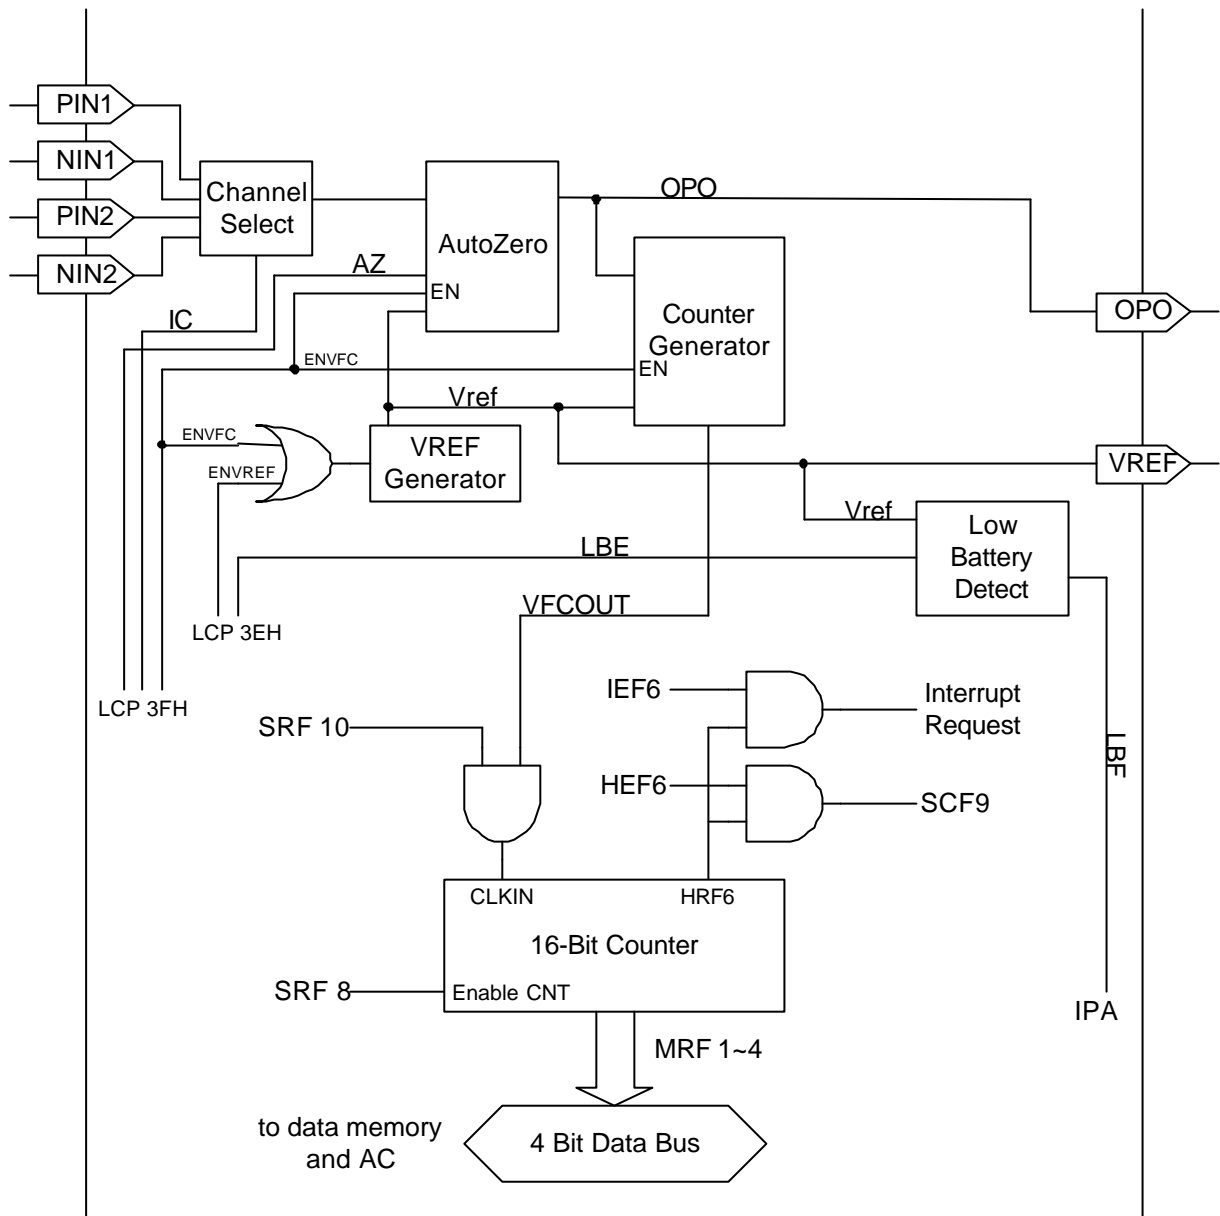 PIN1
NIN1
PIN2
NIN2
Channel
Select
AutoZero
EN
AZ
IC
OPO
Counter
Generator
EN
OPO
ENVFC
Vref
ENVFC
ENVREF
VREF
Generator
VREF
Vref
Low
Battery
Detect
LBE
VFCOUT
LCP 3EH
LCP 3FH
IEF6
Interrupt
Request
SRF 10
HEF6
SCF9
LBF
CLKIN
HRF6
16-Bit Counter
SRF 8
Enable CNT
IPA
MRF 1~4
to data memory
and AC
4 Bit Data Bus